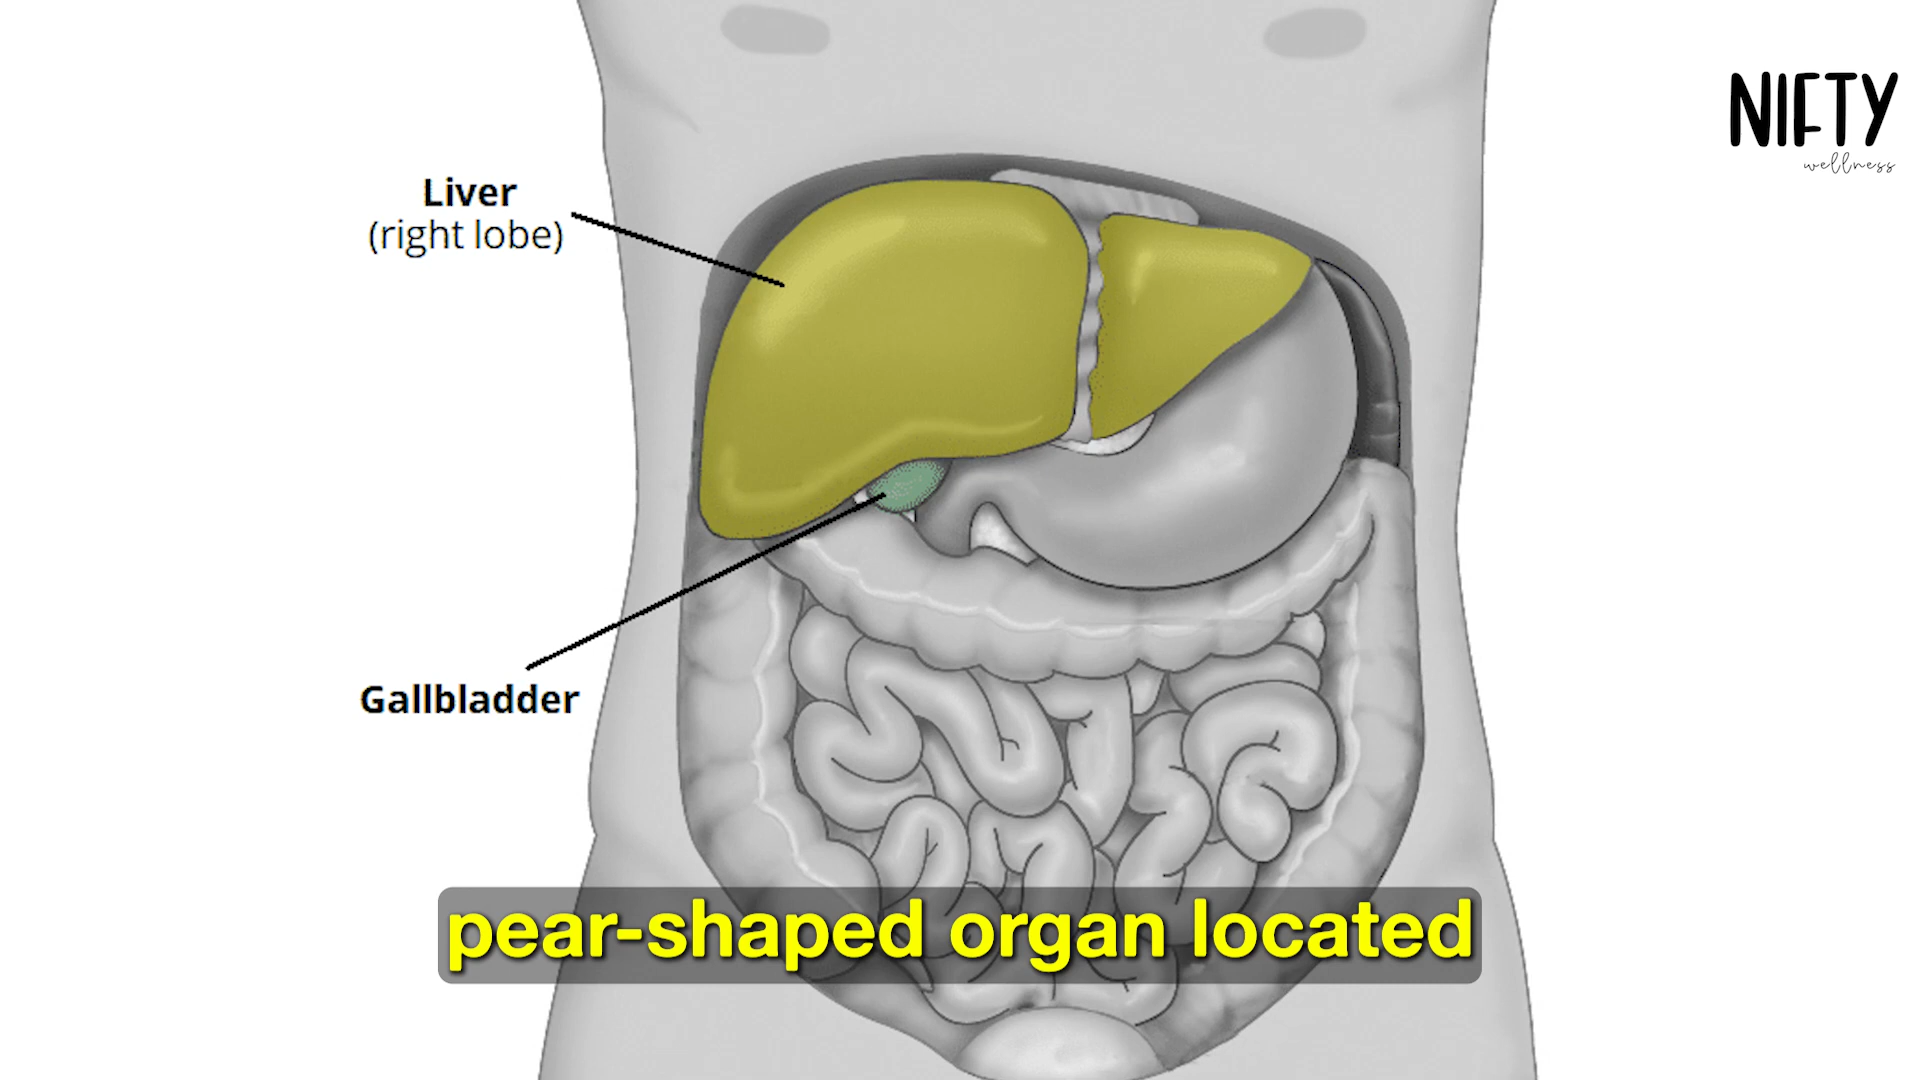 NIFTY
wellness
Liver
(right lobe)
Gallbladder
pear-shaped organ located